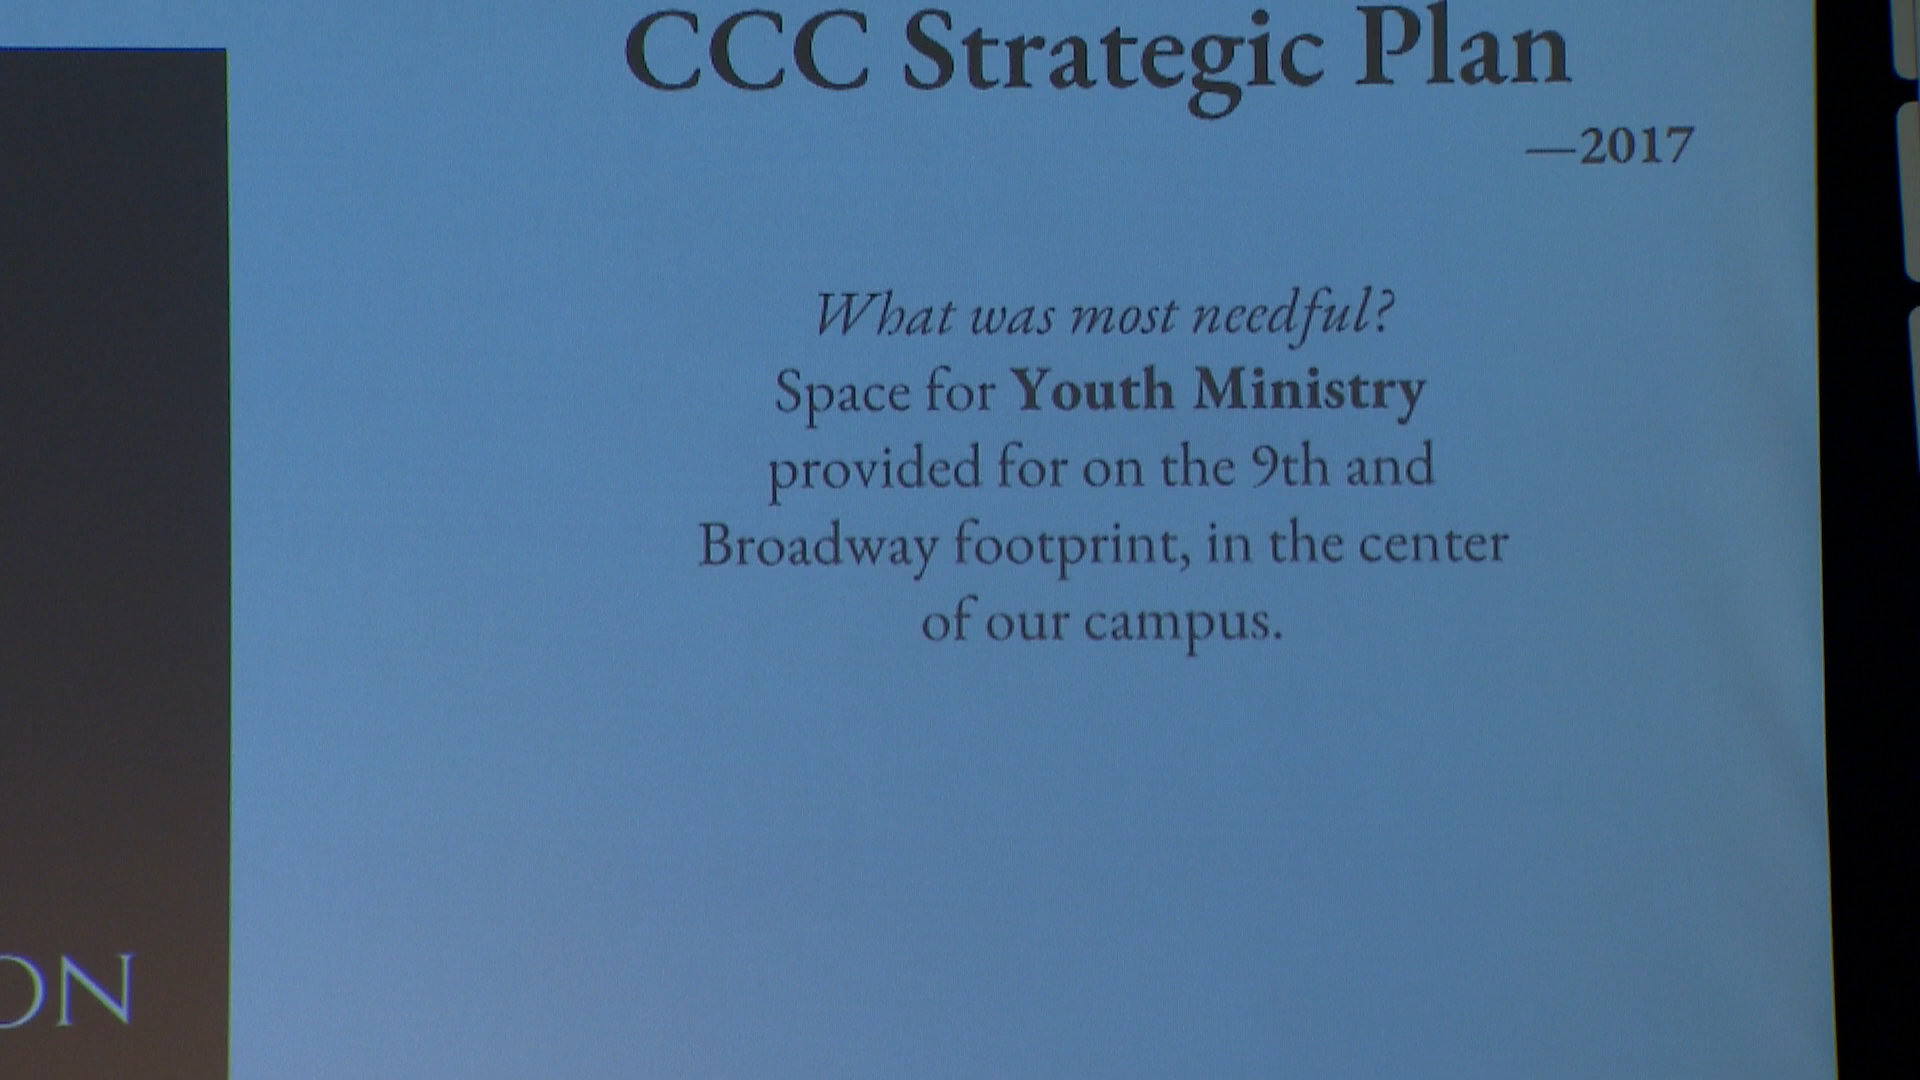 CCC Strategic Plan
—2017
What was most needful?
Space for Youth Ministry
provided for on the 9th and
Broadway footprint, in the center
of our campus.
ON